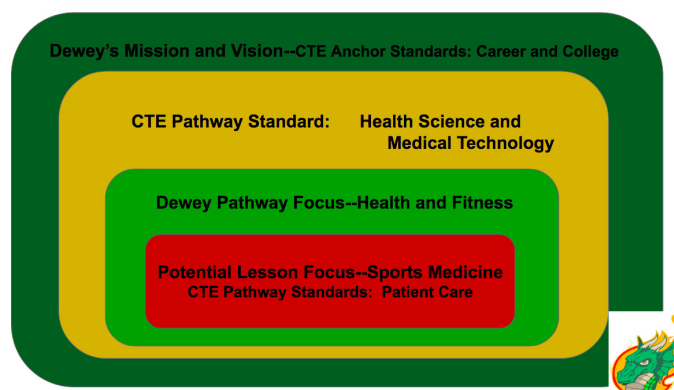 Dewey's Mission and Vision--CTE Anchor Standards: Career and College
CTE Pathway Standard: Health Science and
Medical Technology
Dewey Pathway Focus--Health and Fitness
Potential Lesson Focus--Sports Medicine
CTE Pathway Standards: Patient Care